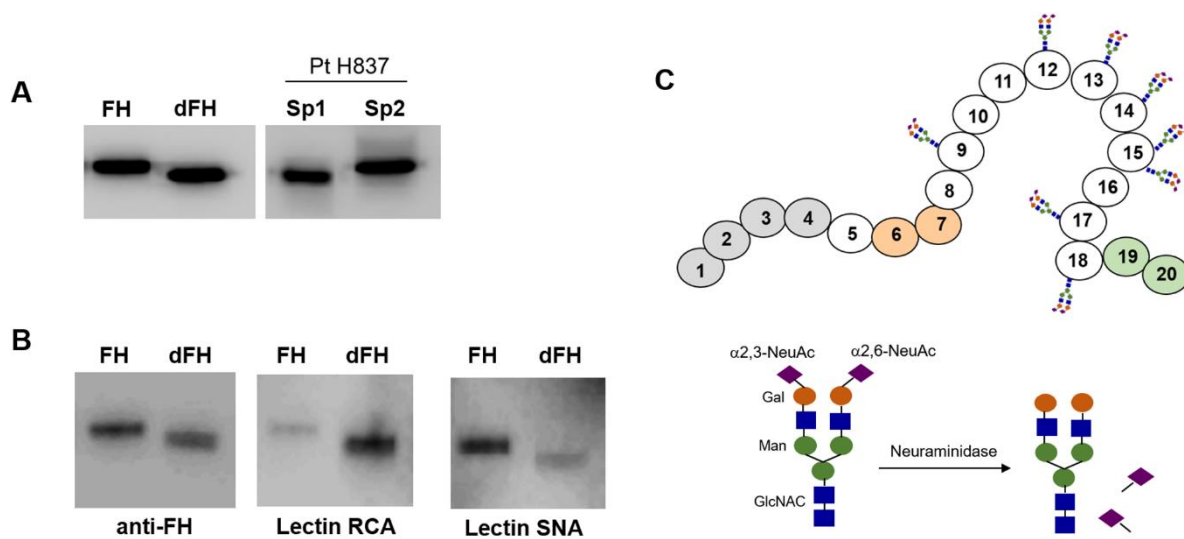 A
Pt H837
FH dFH Sp1 Sp2
B
FH dFH FH dFH FH dFH
anti-FH Lectin RCA Lectin SNA
C
1 2 3 4 5 6 7 8 9 10 11 12 13 14 15 16 17 18 19 20
α2,3-NeuAc α2,6-NeuAc
Gal
Man
Neuraminidase
GlcNAC